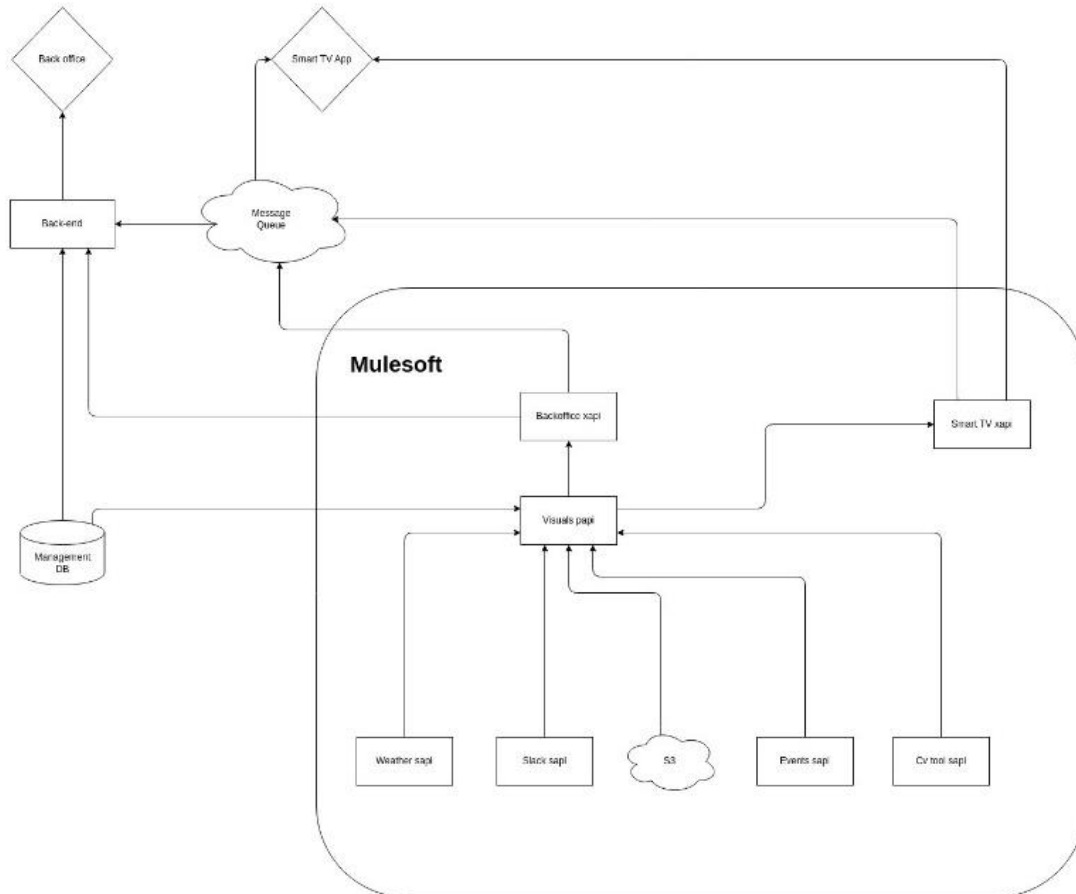 Back office
Smart TV App
Back-end
Message
Queue
Mulesoft
Backoffice xapi
Smart TV xapi
Visuals papi
Management
DB
Weather sapi
Slack sapi
S3
Events sapi
Cv tool sapi